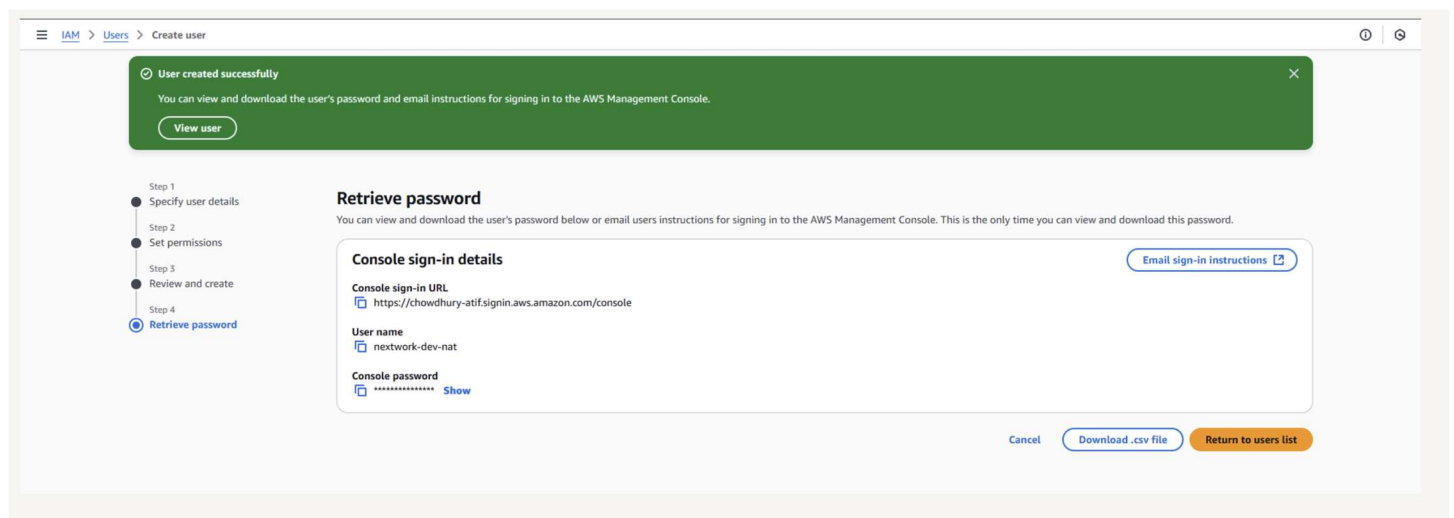 IAM > Users > Create user
User created successfully
You can view and download the user's password and email instructions for signing in to the AWS Management Console.
View user
Step 1
Specify user details
Step 2
Set permissions
Step 3
Review and create
Step 4
Retrieve password
Retrieve password
You can view and download the user's password below or email users instructions for signing in to the AWS Management Console. This is the only time you can view and download this password.
Console sign-in details
Email sign-in instructions
Console sign-in URL
https://chowdhury-atif.signin.aws.amazon.com/console
User name
nextwork-dev-nat
Console password
*************** Show
Cancel
Download .csv file
Return to users list